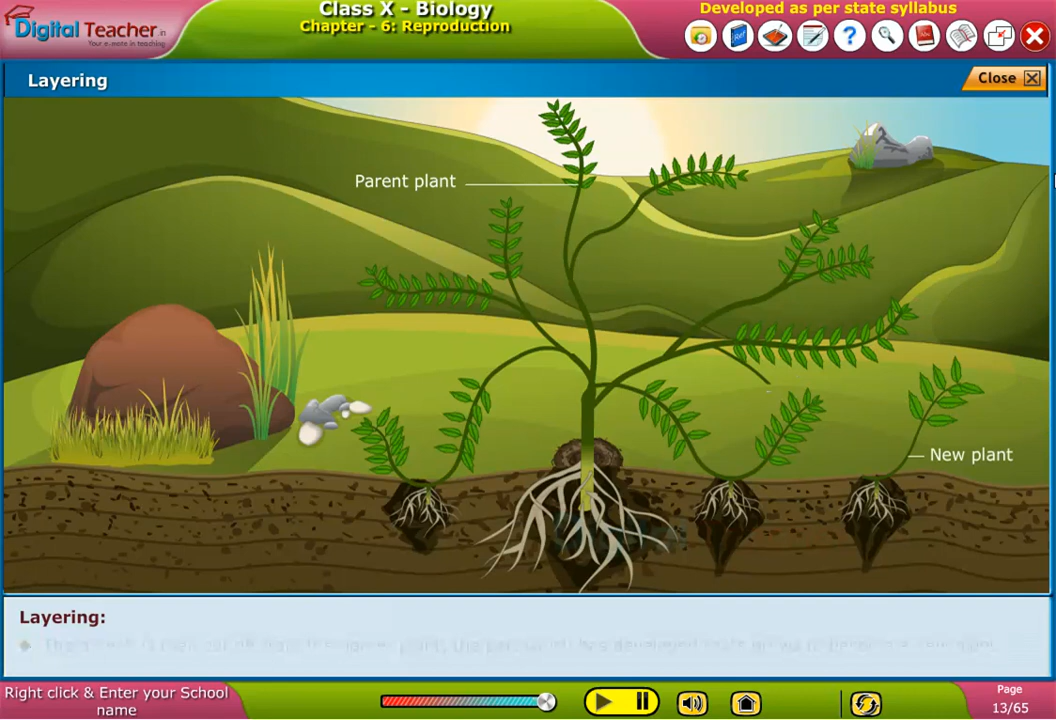 Digital Teacher.in
Your e-mate in teaching
Class X - Biology
Chapter - 6: Reproduction
Developed as per state syllabus
Layering
Close
Parent plant
New plant
Layering:
Right click & Enter your School
name
Page
13/65